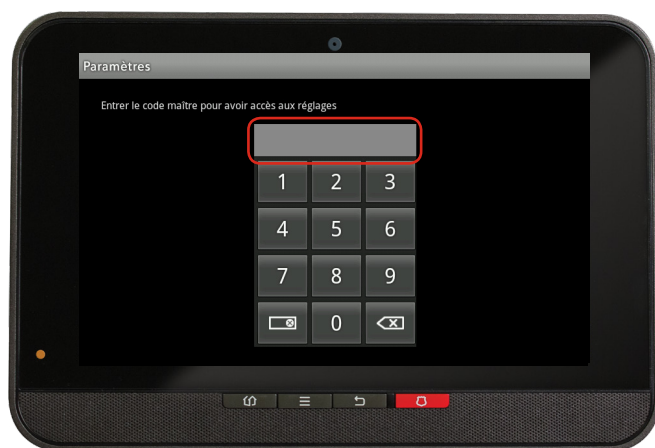 Paramètres
Entrer le code maître pour avoir accès aux réglages
1 2 3
4 5 6
7 8 9
0